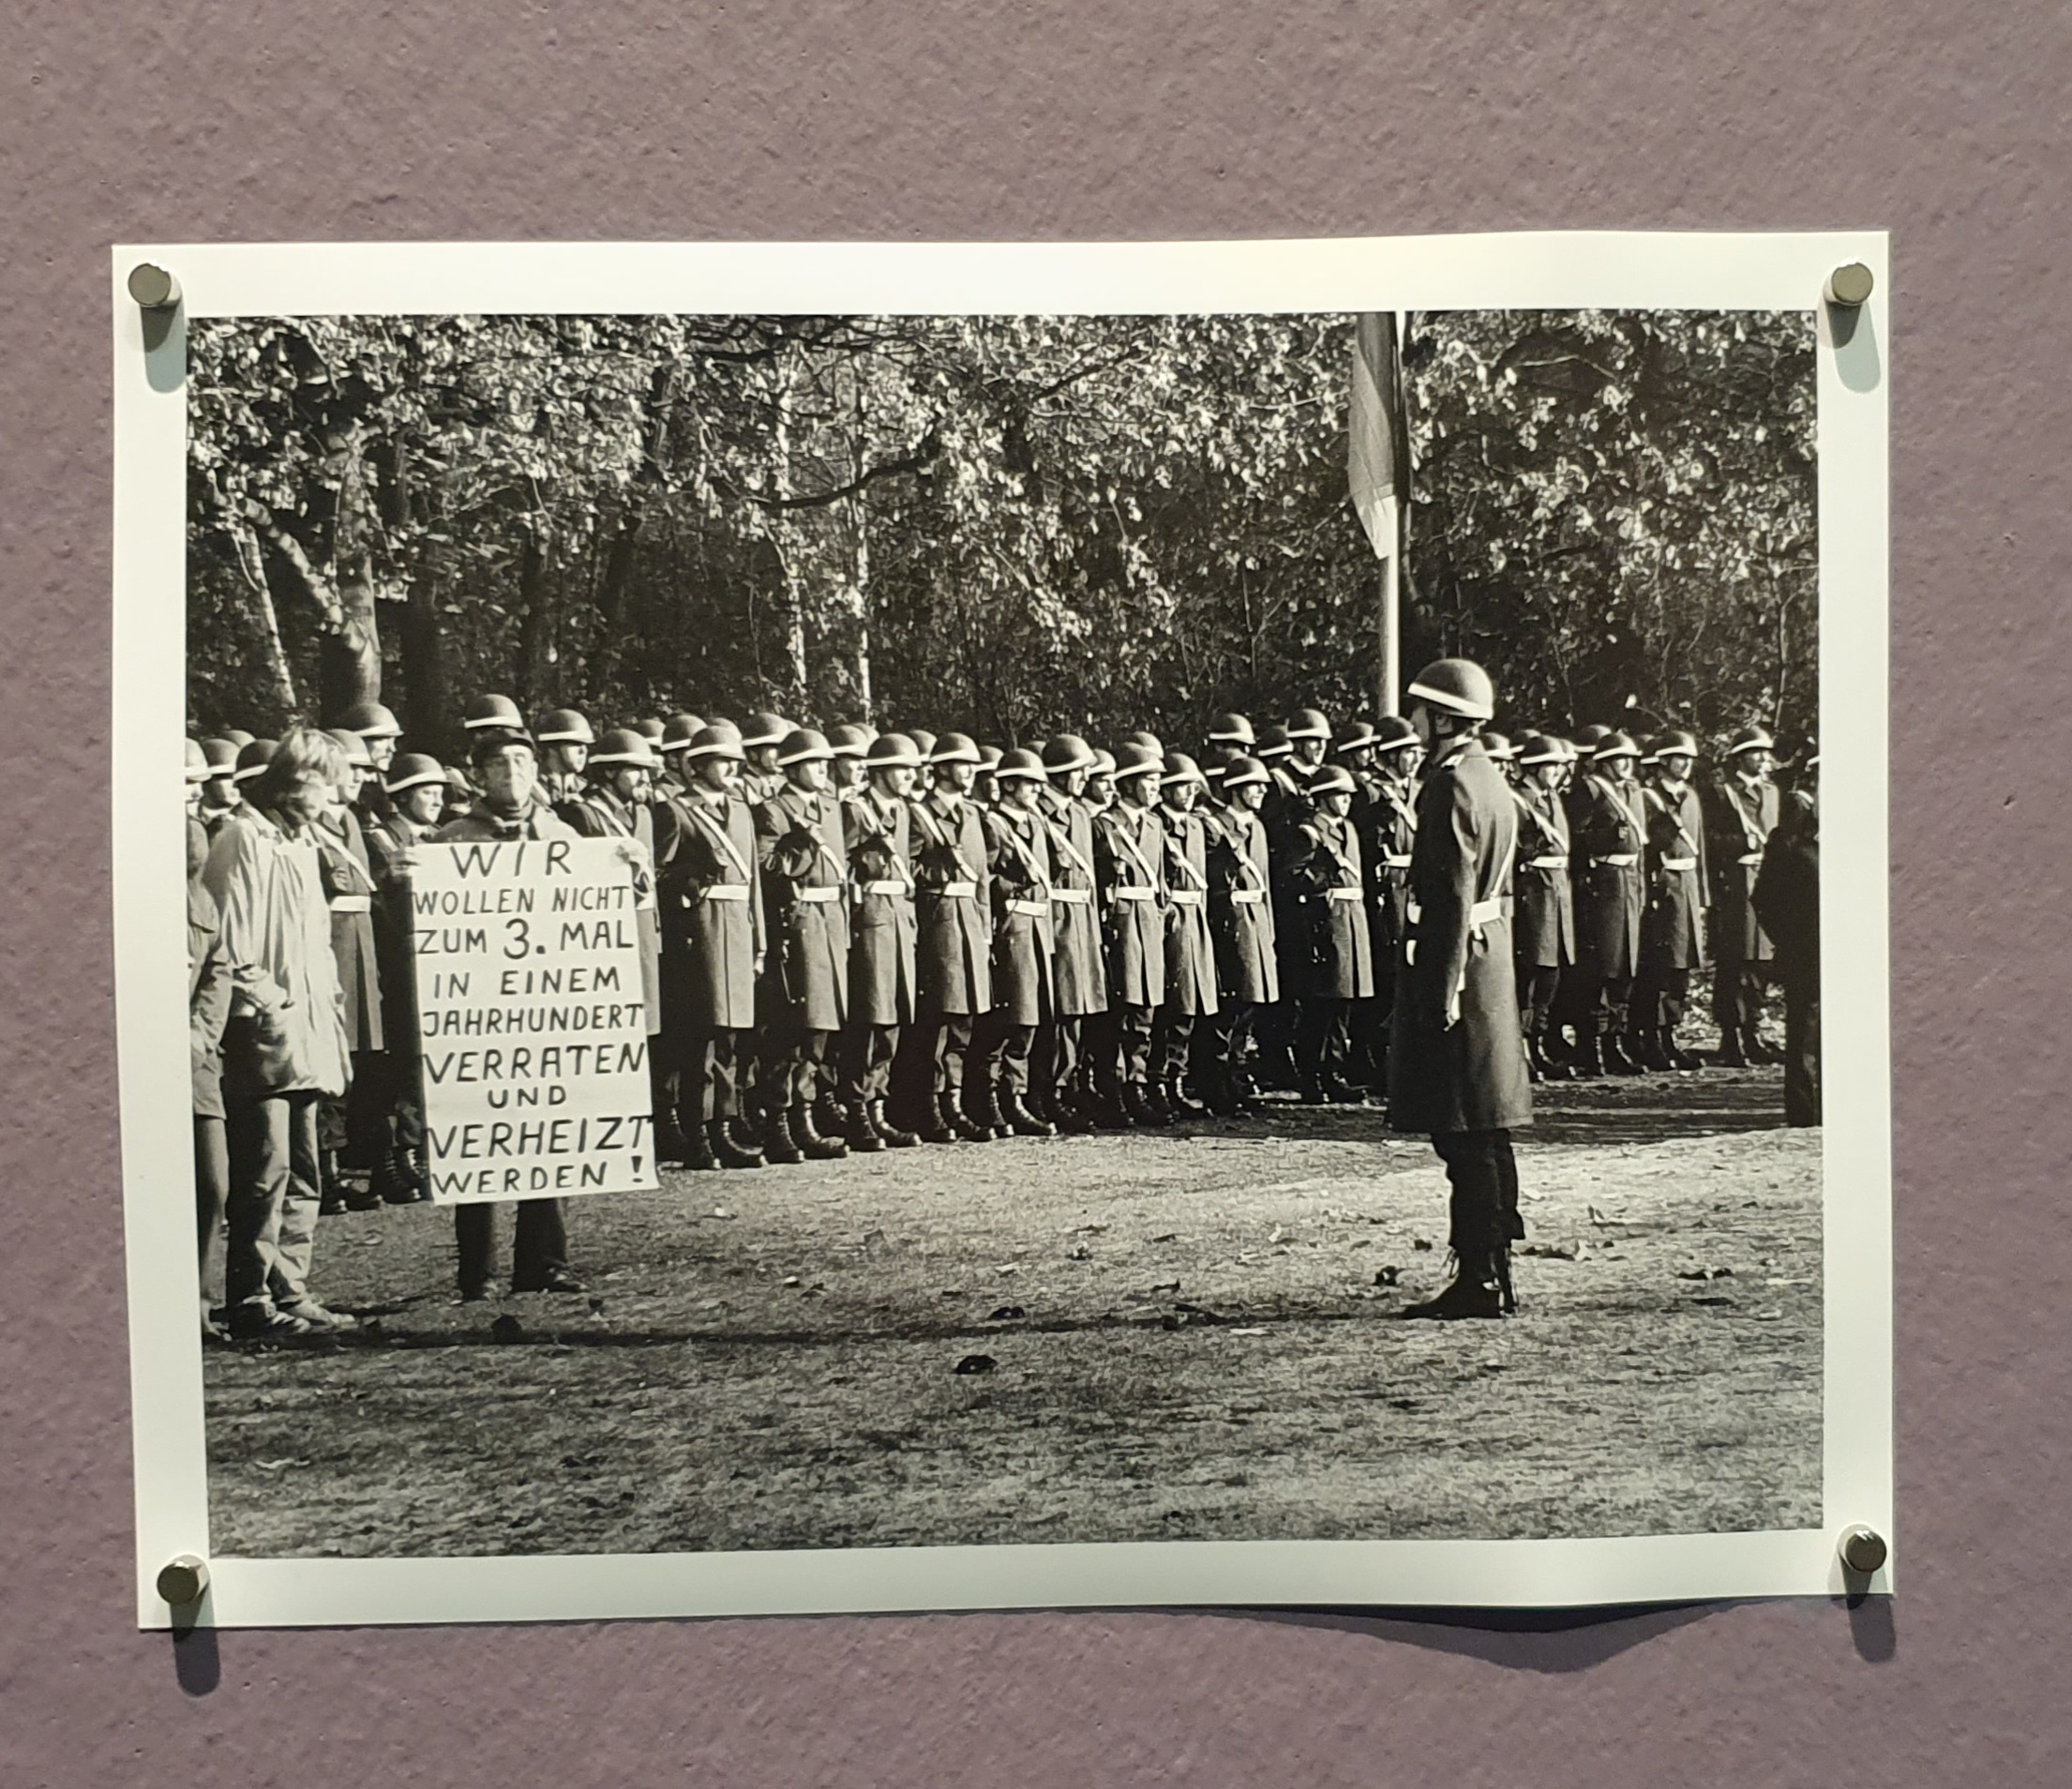 WIR
WOLLEN NICHT
ZUM 3. MAL
IN EINEM
JAHRHUNDERT
VERRATEN
UND
VERHEIZT
WERDEN!